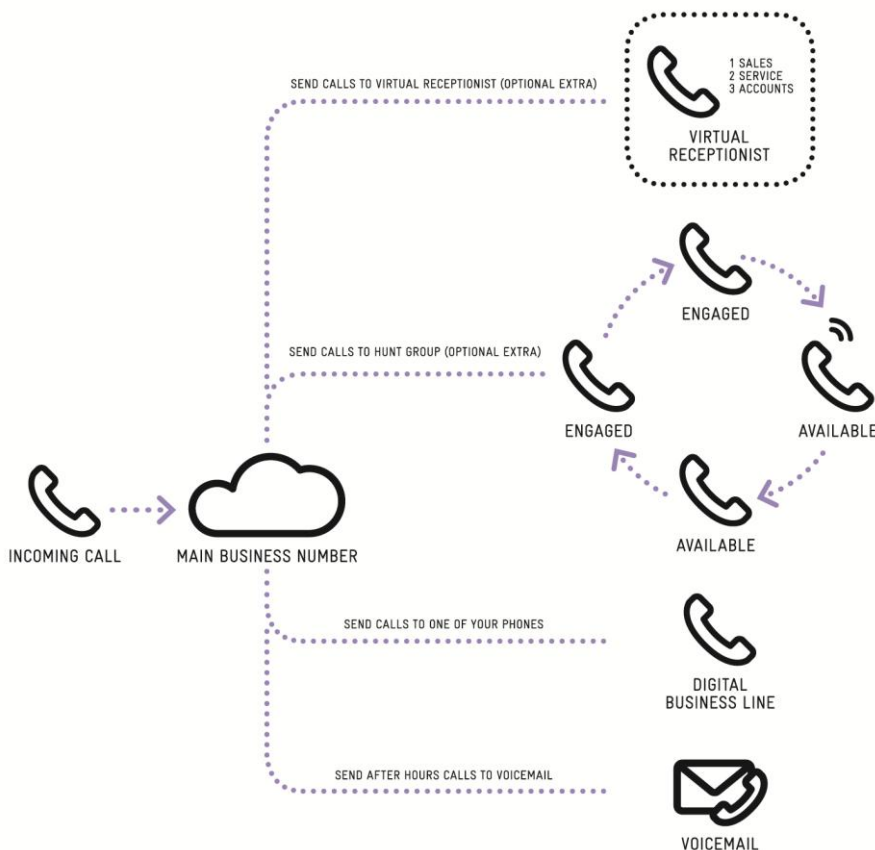 SEND CALLS TO VIRTUAL RECEPTIONIST (OPTIONAL EXTRA)
1 SALES
2 SERVICE
3 ACCOUNTS
VIRTUAL
RECEPTIONIST
ENGAGED
SEND CALLS TO HUNT GROUP (OPTIONAL EXTRA)
ENGAGED
AVAILABLE
AVAILABLE
INCOMING CALL
MAIN BUSINESS NUMBER
SEND CALLS TO ONE OF YOUR PHONES
DIGITAL
BUSINESS LINE
SEND AFTER HOURS CALLS TO VOICEMAIL
VOICEMAIL